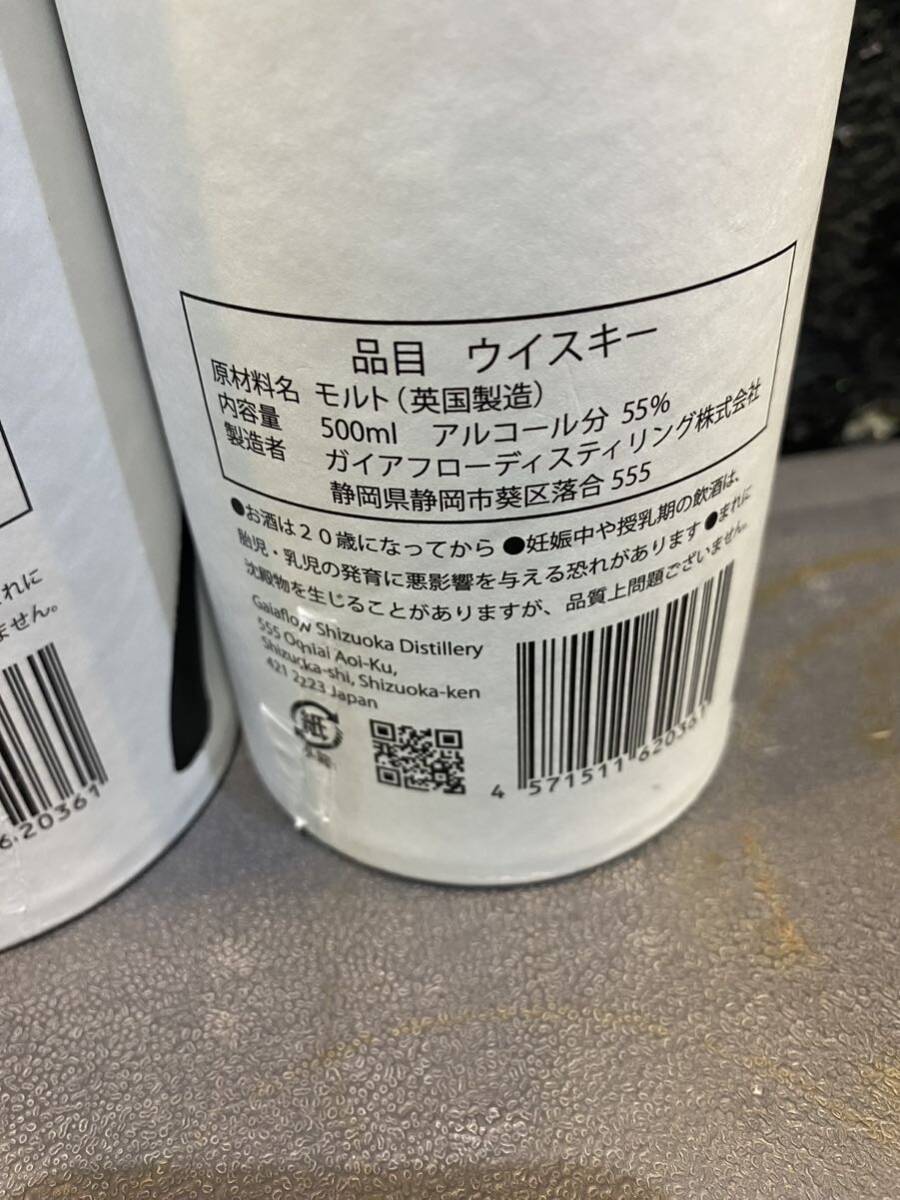 品目 ウイスキー
原材料名 モルト(英国製造)
内容量 500ml アルコール分 55%
製造者 ガイアフローディスティリング株式会社
静岡県静岡市葵区落合 555
●お酒は20歳になってから ●妊娠中や授乳期の飲酒は、
胎児・乳児の発育に悪影響を与える恐れがあります ●まれに
沈殿物を生じることがありますが、品質上問題ございません。
Gaiaflow Shizuoka Distillery
555 Ochiai Aoi-Ku,
Shizuoka-shi, Shizuoka-ken
421 2223 Japan
紙
4 571511 620361
まれに
ません。
620361